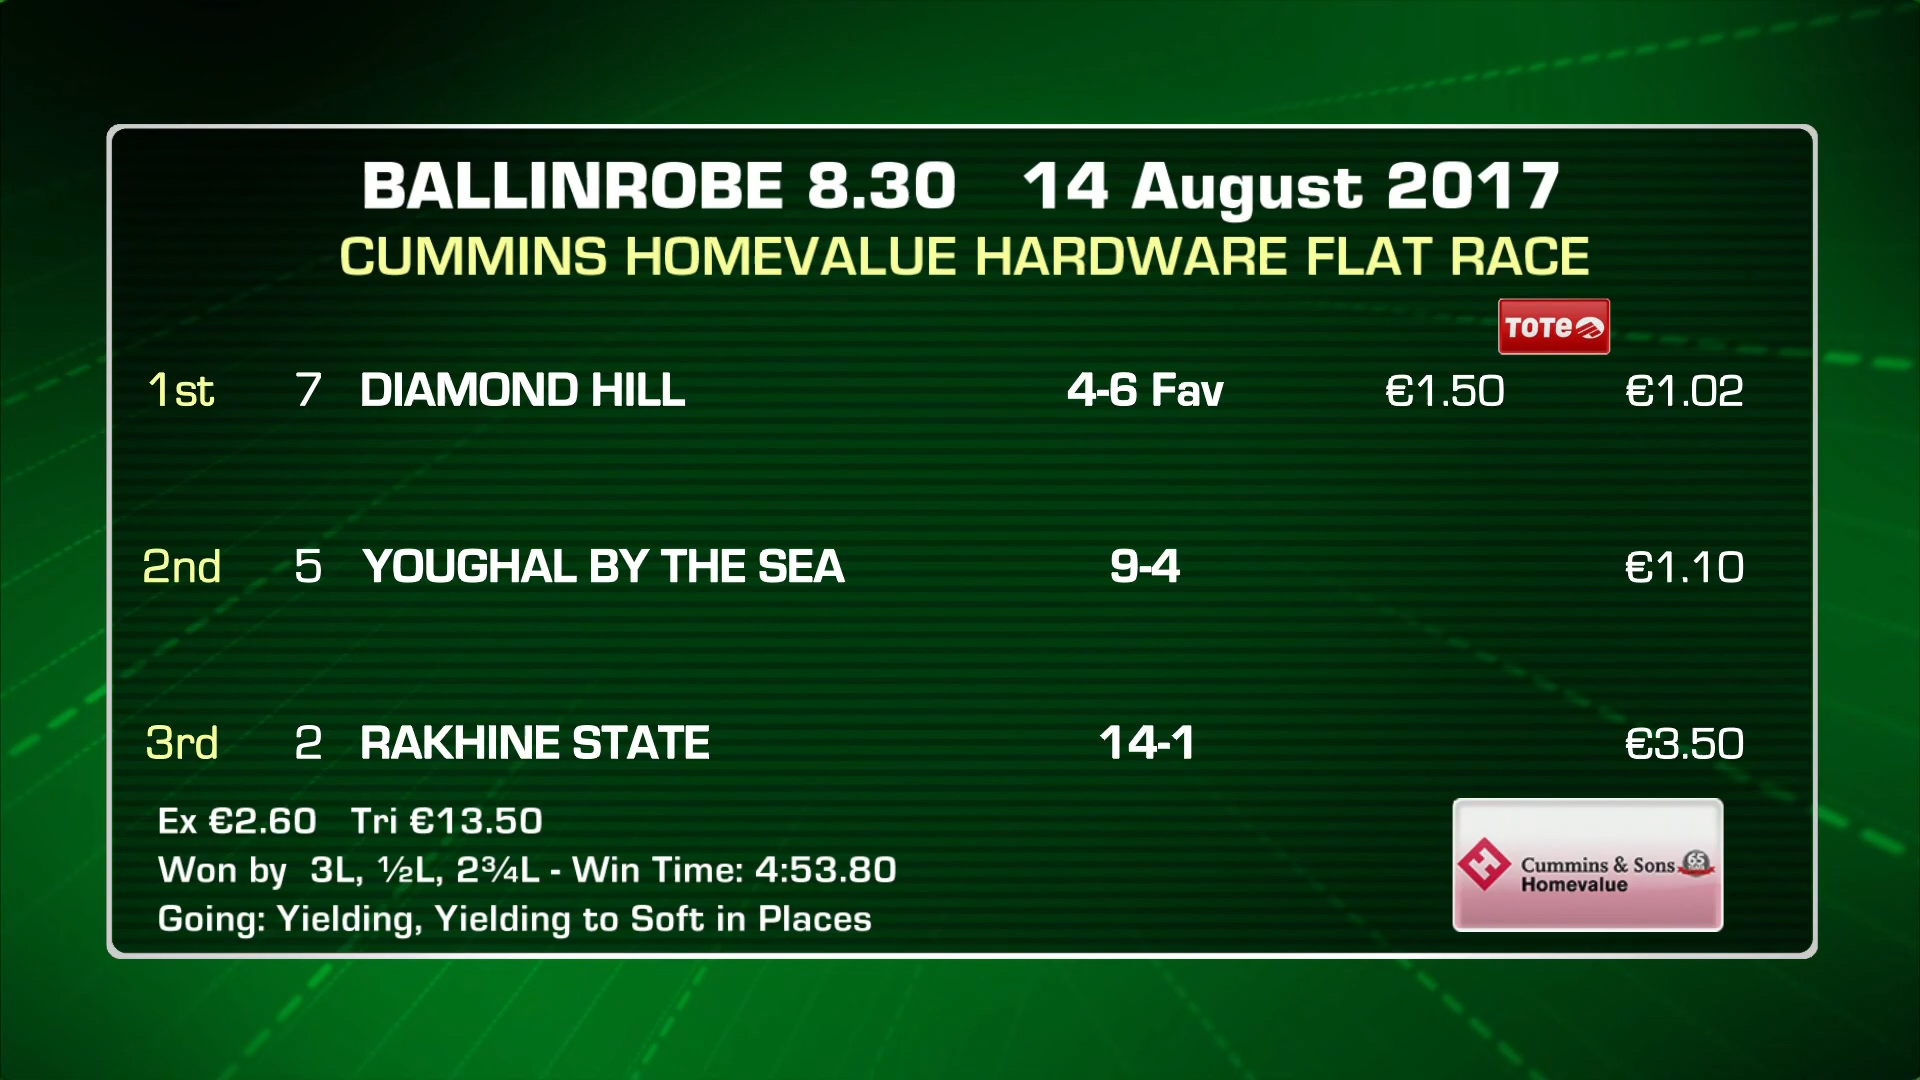 BALLINROBE 8.30 14 August 2017
CUMMINS HOMEVALUE HARDWARE FLAT RACE
TOTE
1st 7 DIAMOND HILL 4-6 Fav €1.50 €1.02
2nd 5 YOUGHAL BY THE SEA 9-4 €1.10
3rd 2 RAKHINE STATE 14-1 €3.50
Ex €2.60 Tri €13.50
Won by 3L, ½L, 2¾L - Win Time: 4:53.80
Going: Yielding, Yielding to Soft in Places
Cummins & Sons 65
Homevalue